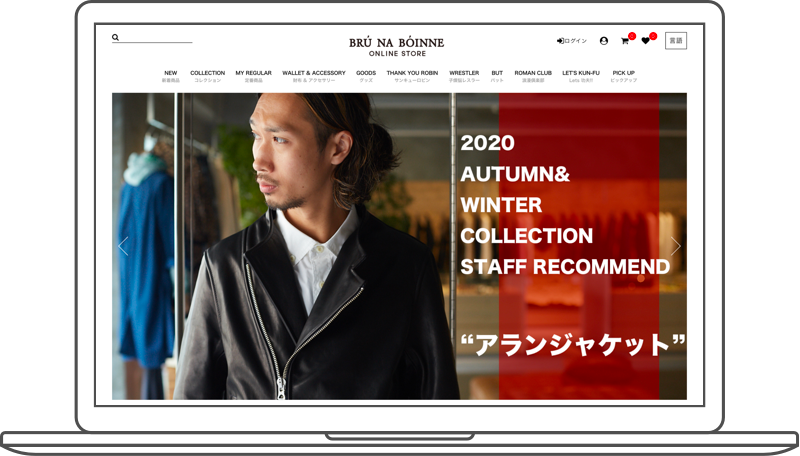 BRÚ NA BÓINNE
ONLINE STORE
ログイン
言語
NEW COLLECTION MY REGULAR WALLET & ACCESSORY GOODS THANK YOU ROBIN WRESTLER BUT ROMAN CLUB LET'S KUN-FU PICK UP
新着商品 コレクション 定番商品 財布 & アクセサリー グッズ サンキューロビン 手摺絵レスラー バット 浪漫倶楽部 Lets 功夫!! ピックアップ
2020
AUTUMN&
WINTER
COLLECTION
STAFF RECOMMEND
“アランジャケット”